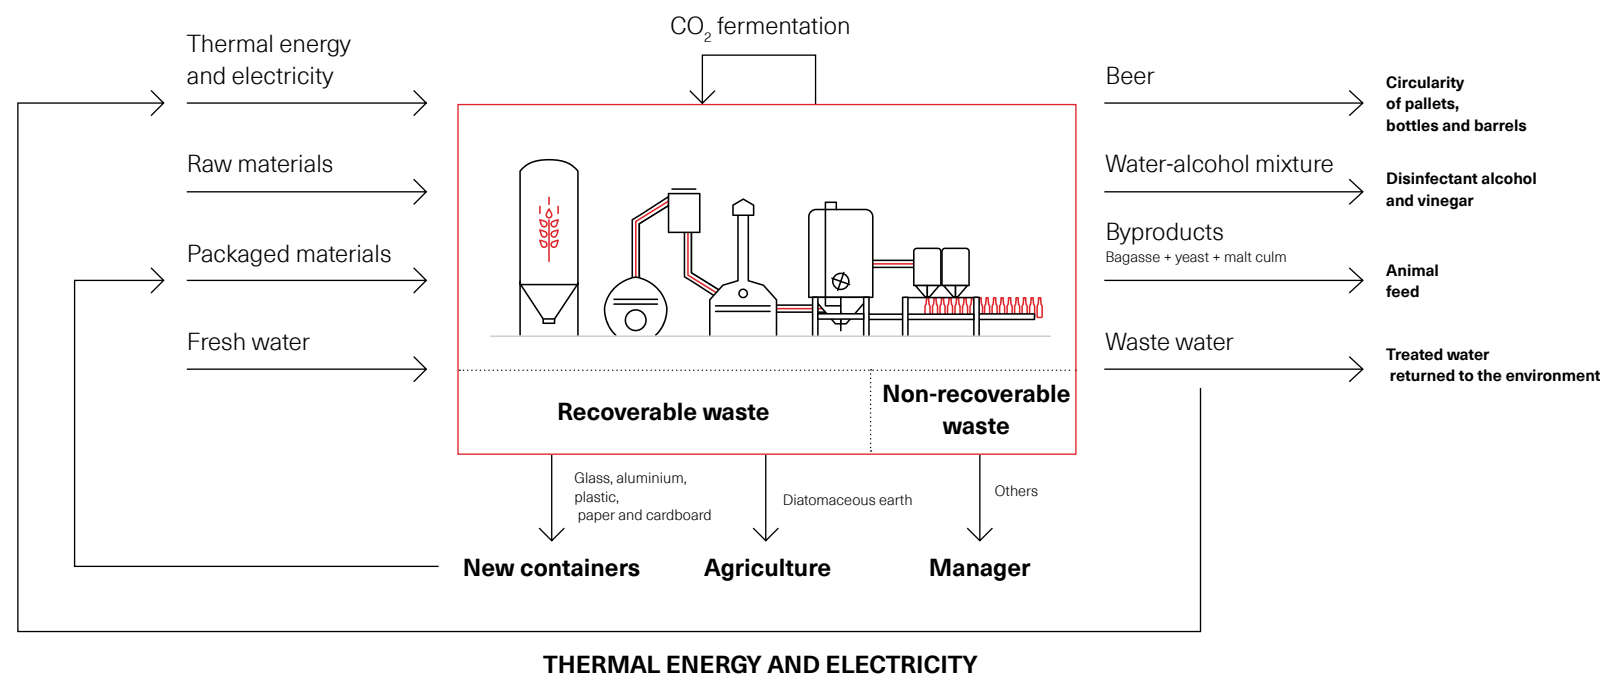 CO2 fermentation
Thermal energy
and electricity
Raw materials
Packaged materials
Fresh water
Beer
Circularity
of pallets,
bottles and barrels
Water-alcohol mixture
Disinfectant alcohol
and vinegar
Byproducts
Bagasse + yeast + malt culm
Animal
feed
Waste water
Treated water
returned to the environment
Recoverable waste
Non-recoverable
waste
Glass, aluminium,
plastic,
paper and cardboard
Diatomaceous earth
Others
New containers
Agriculture
Manager
THERMAL ENERGY AND ELECTRICITY